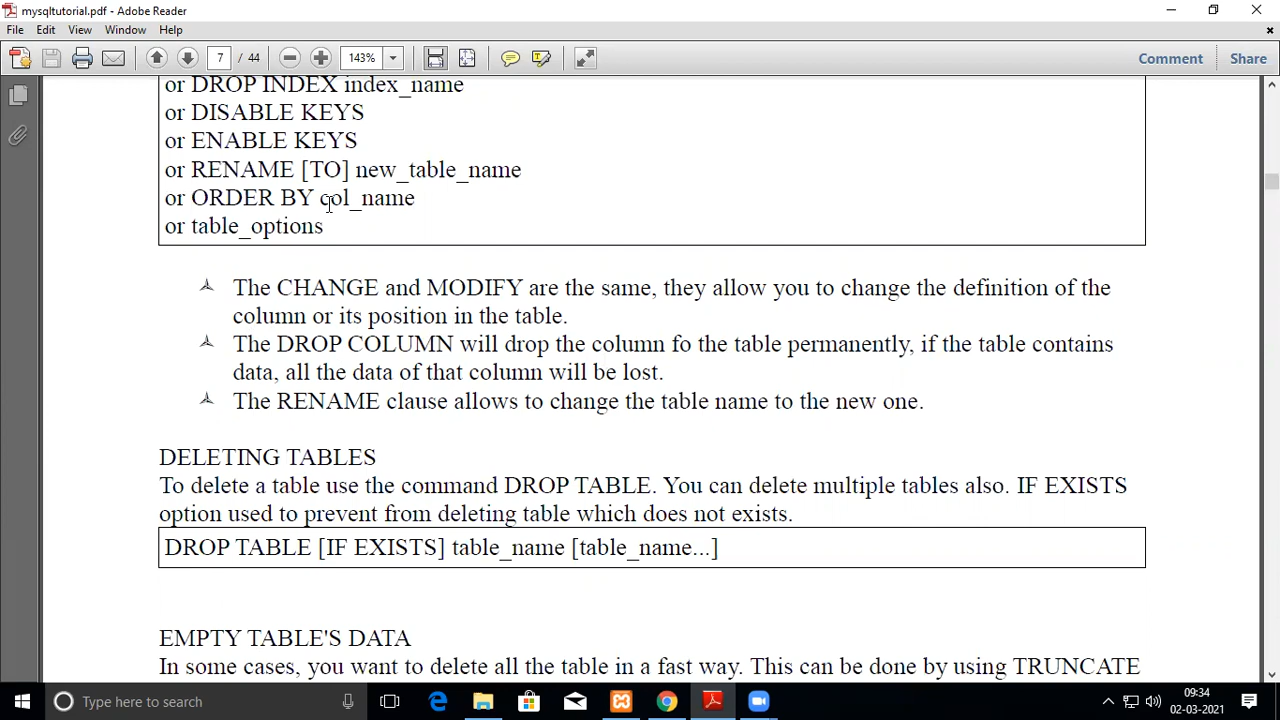 mysqltutorial.pdf - Adobe Reader
File Edit View Window Help
7 / 44 143% Comment Share
or DROP INDEX index_name
or DISABLE KEYS
or ENABLE KEYS
or RENAME [TO] new_table_name
or ORDER BY col_name
or table_options
The CHANGE and MODIFY are the same, they allow you to change the definition of the
column or its position in the table.
The DROP COLUMN will drop the column fo the table permanently, if the table contains
data, all the data of that column will be lost.
The RENAME clause allows to change the table name to the new one.
DELETING TABLES
To delete a table use the command DROP TABLE. You can delete multiple tables also. IF EXISTS
option used to prevent from deleting table which does not exists.
DROP TABLE [IF EXISTS] table_name [table_name...]
EMPTY TABLE'S DATA
In some cases, you want to delete all the table in a fast way. This can be done by using TRUNCATE
Type here to search
09:34
02-03-2021